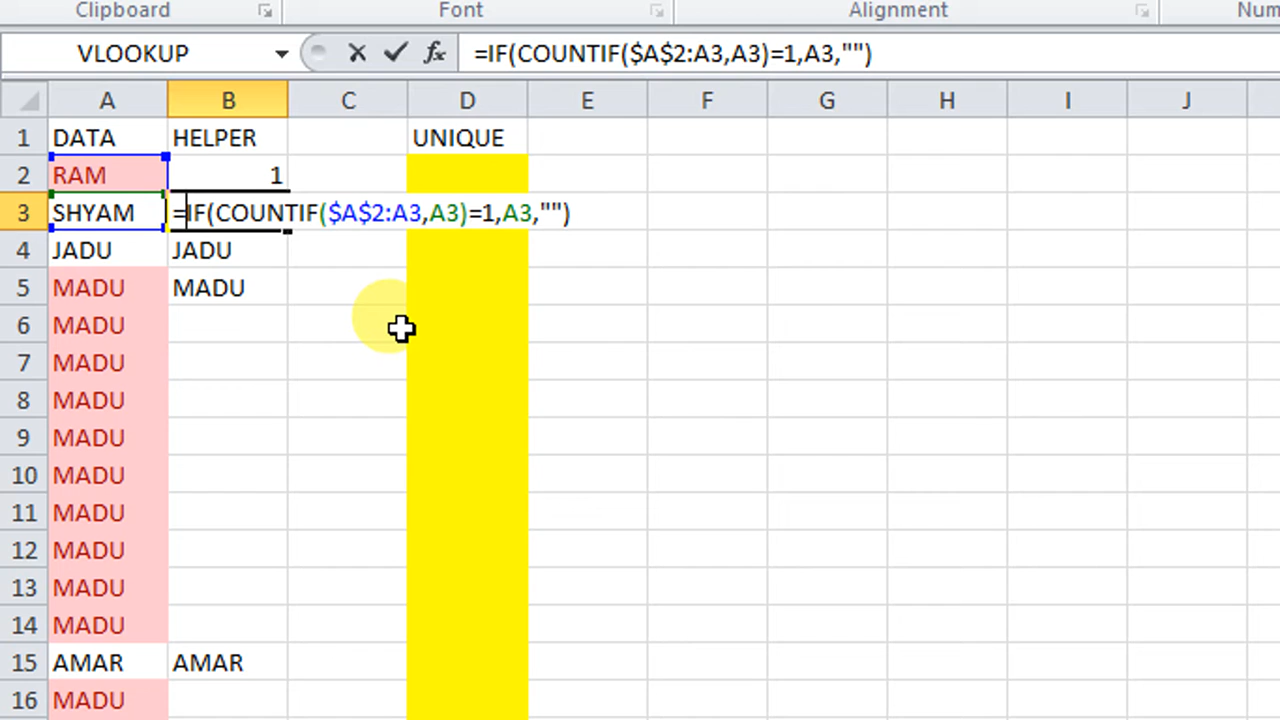 Clipboard Font Alignment Num
VLOOKUP fx =IF(COUNTIF($A$2:A3,A3)=1,A3,"")
A B C D E F G H I J
1 DATA HELPER UNIQUE
2 RAM 1
3 SHYAM =IF(COUNTIF($A$2:A3,A3)=1,A3,"")
4 JADU JADU
5 MADU MADU
6 MADU
7 MADU
8 MADU
9 MADU
10 MADU
11 MADU
12 MADU
13 MADU
14 MADU
15 AMAR AMAR
16 MADU